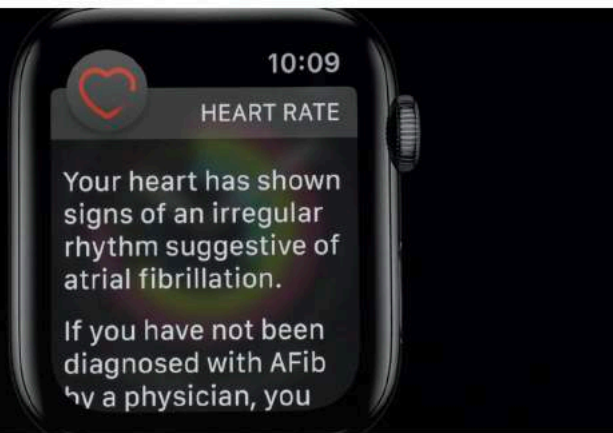 10:09
HEART RATE
Your heart has shown
signs of an irregular
rhythm suggestive of
atrial fibrillation.
If you have not been
diagnosed with AFib
by a physician, you